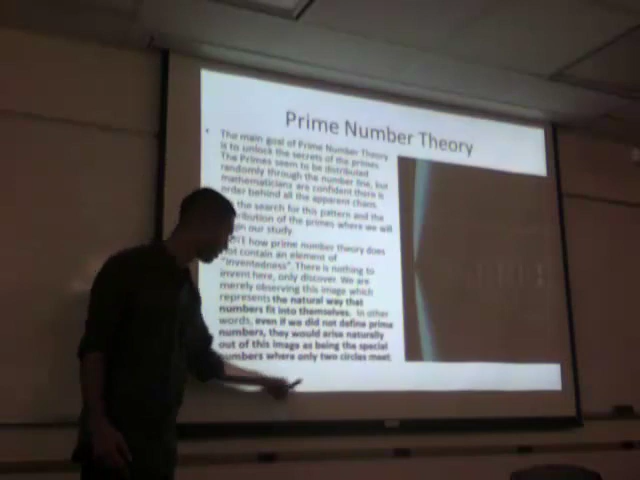 Prime Number Theory
• The main goal of Prime Number Theory
is to unlock the secrets of the primes.
The Primes seem to be distributed
randomly through the number line, but
mathematicians are confident there is
order behind all the apparent chaos.
the search for this pattern and the
of the primes where we will
our study.
how prime number theory does
not contain an element of
"inventedness". There is nothing to
invent here, only discover. We are
merely observing this image which
represents the natural way that
numbers fit into themselves. In other
words, even if we did not define prime
numbers, they would arise naturally
out of this image as being the special
numbers where only two circles meet